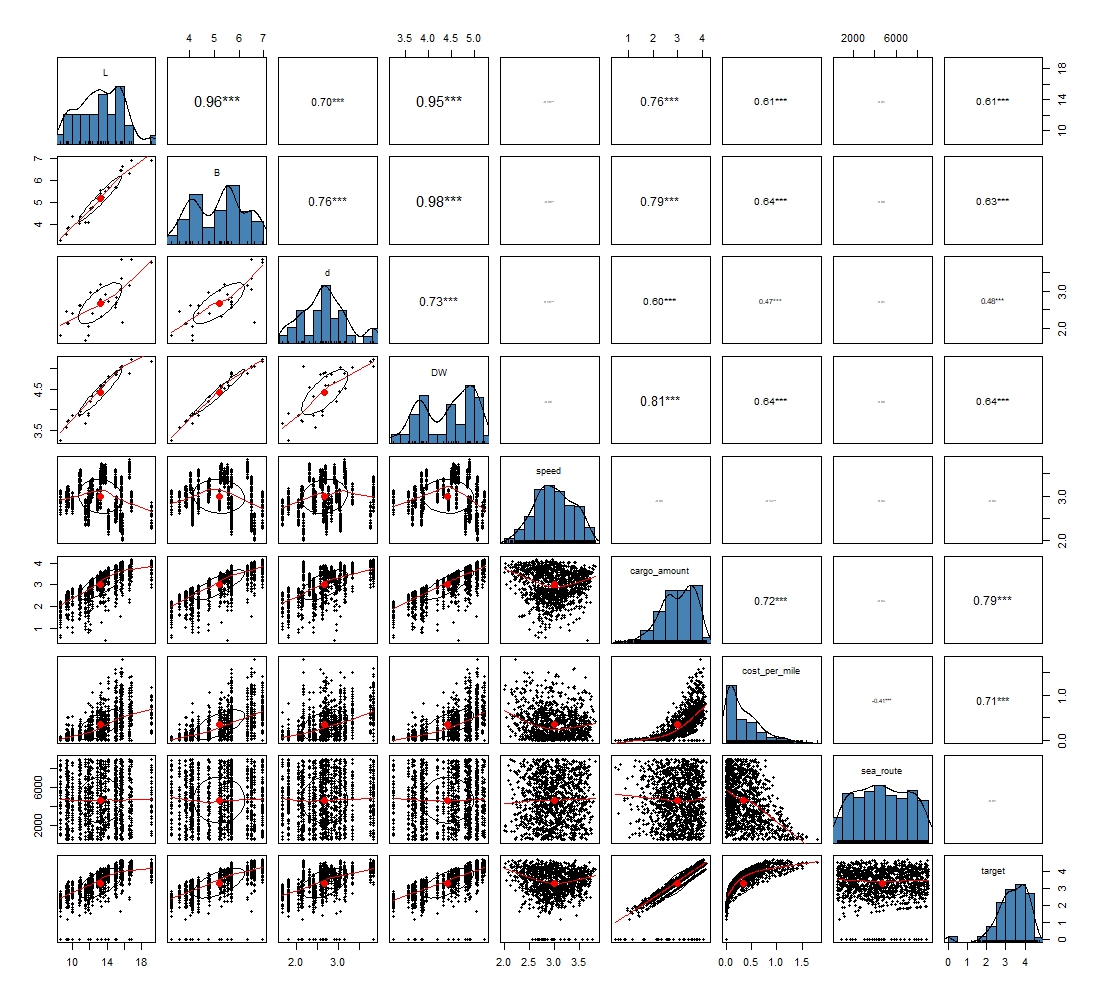 4 5 6 7 3.5 4.0 4.5 5.0 1 2 3 4 2000 6000
L 0.96*** 0.70*** 0.95*** 0.76*** 0.61*** 0.61*** 10 14 18
4 5 6 7 B 0.76*** 0.98*** 0.79*** 0.64*** 0.63***
d 0.73*** 0.60*** 0.47*** 0.48*** 2.0 3.0
3.5 4.5 DW 0.81*** 0.64*** 0.64***
speed 2.0 3.0
1 2 3 4 cargo_amount 0.72*** 0.79***
cost_per_mile -0.41*** 0.71*** 0.0 1.0
2000 6000 sea_route
target 0 1 2 3 4
10 14 18 2.0 3.0 2.0 2.5 3.0 3.5 0.0 0.5 1.0 1.5 0 1 2 3 4